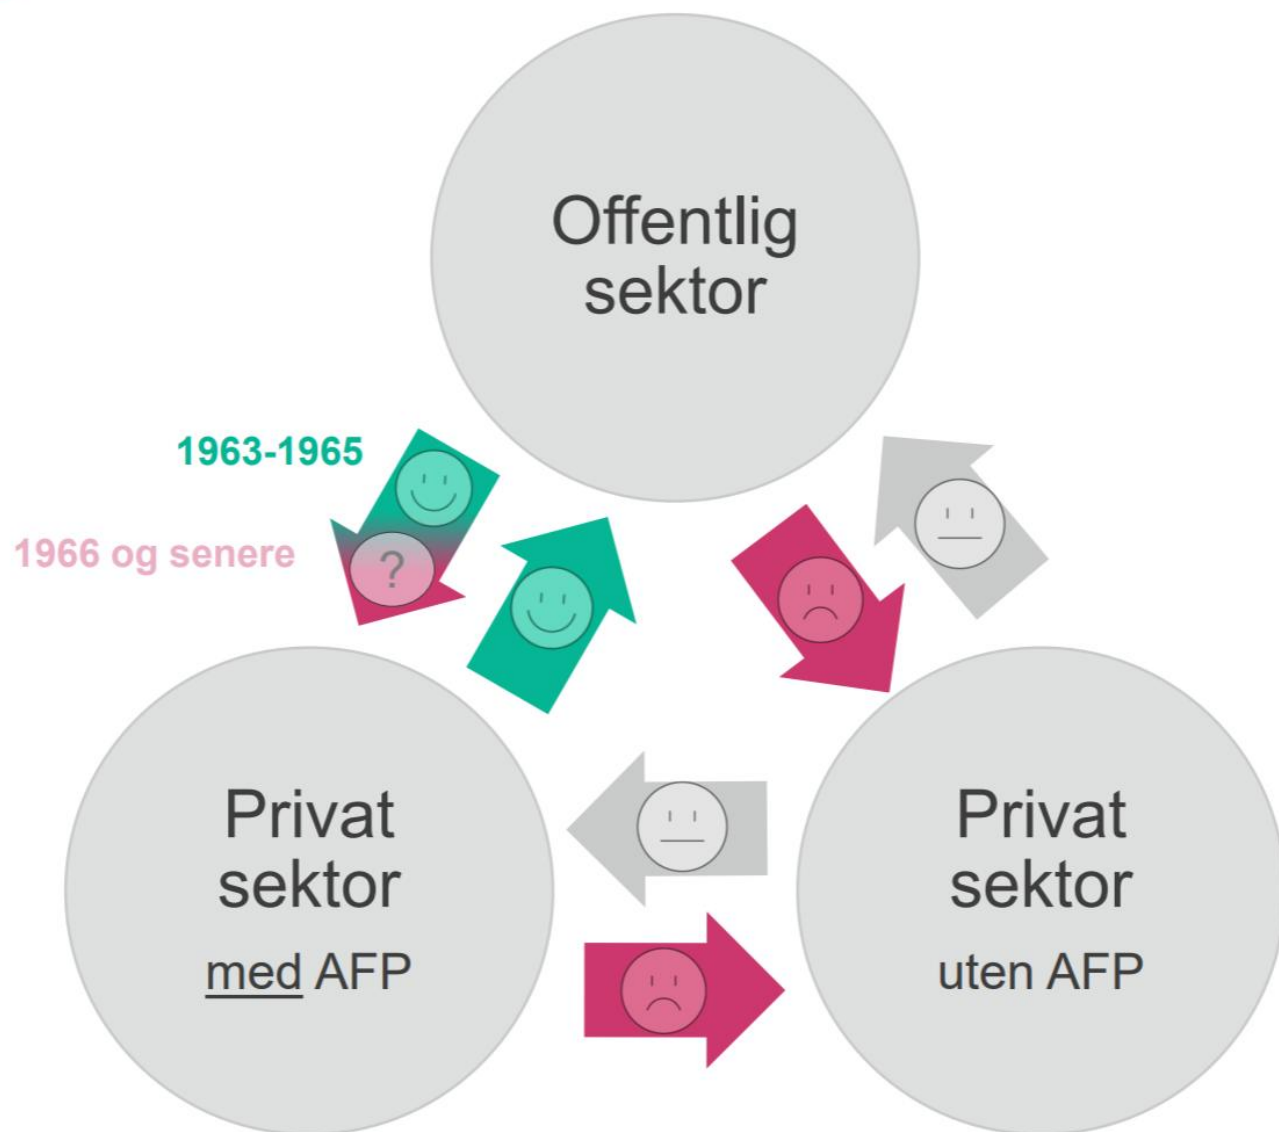 Offentlig
sektor
1963-1965
1966 og senere
?
Privat
sektor
med AFP
Privat
sektor
uten AFP